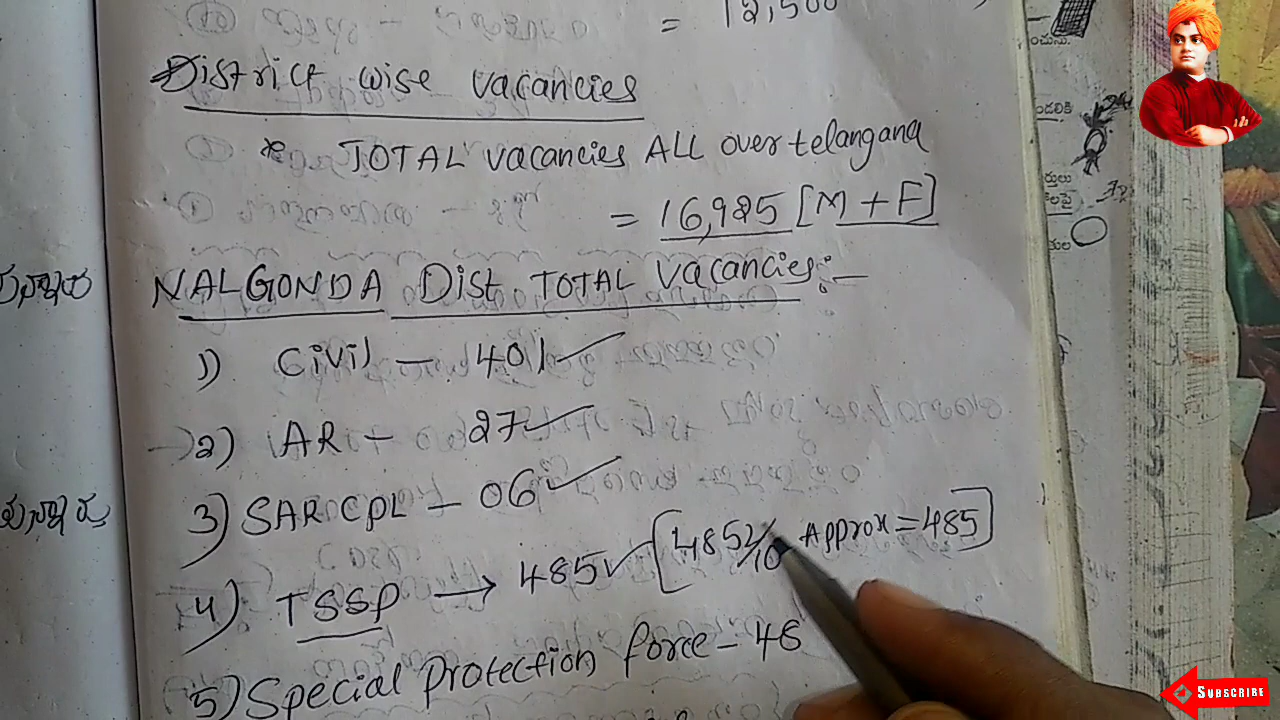 = 12,500
District wise vacancies
* TOTAL vacancies ALL over telangana
= 16,925 [M + F]
NALGONDA Dist TOTAL vacancies:-
1) Civil - 401 ✓
→ 2) AR - 27 ✓
3) SAR CPL - 06 ✓
4) TSSP → 485 ✓ [4852/10 Approx = 485]
5) Special Protection force - 48
SUBSCRIBE